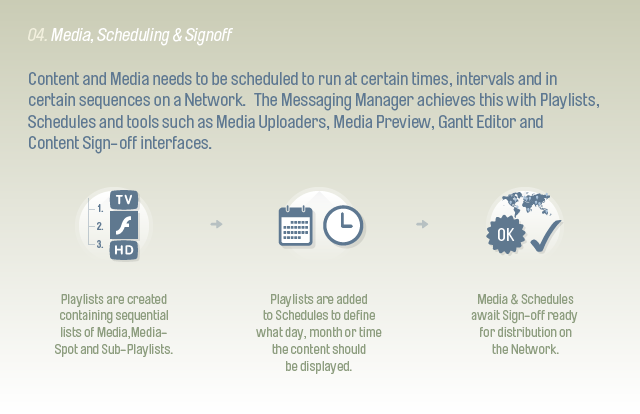 04. Media, Scheduling & Signoff
Content and Media needs to be scheduled to run at certain times, intervals and in
certain sequences on a Network.  The Messaging Manager achieves this with Playlists,
Schedules and tools such as Media Uploaders, Media Preview, Gantt Editor and
Content Sign-off interfaces.
1. TV
2. f
3. HD
OK
Playlists are created
containing sequential
lists of Media,Media-
Spot and Sub-Playlists.
Playlists are added
to Schedules to define
what day, month or time
the content should
be displayed.
Media & Schedules
await Sign-off ready
for distribution on
the Network.